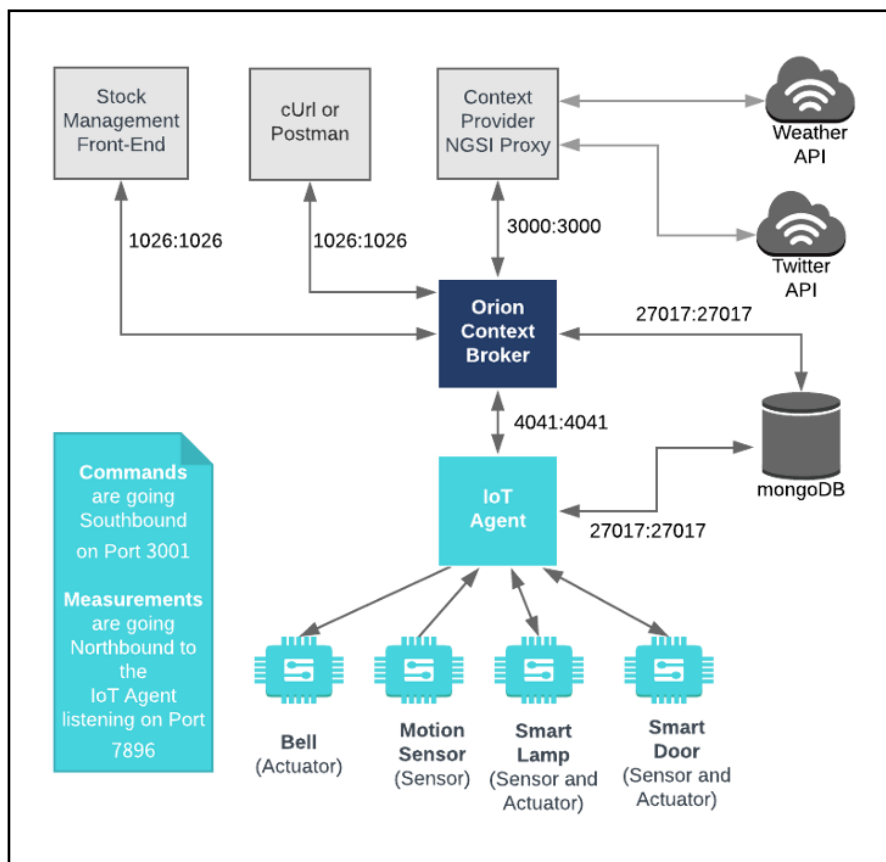 Stock
Management
Front-End
cUrl or
Postman
Context
Provider
NGSI Proxy
Weather
API
1026:1026
1026:1026
3000:3000
Twitter
API
Orion
Context
Broker
27017:27017
4041:4041
mongoDB
IoT
Agent
27017:27017
Commands
are going
Southbound
on Port 3001
Measurements
are going
Northbound to
the
IoT Agent
listening on Port
7896
Bell
(Actuator)
Motion
Sensor
(Sensor)
Smart
Lamp
(Sensor and
Actuator)
Smart
Door
(Sensor and
Actuator)